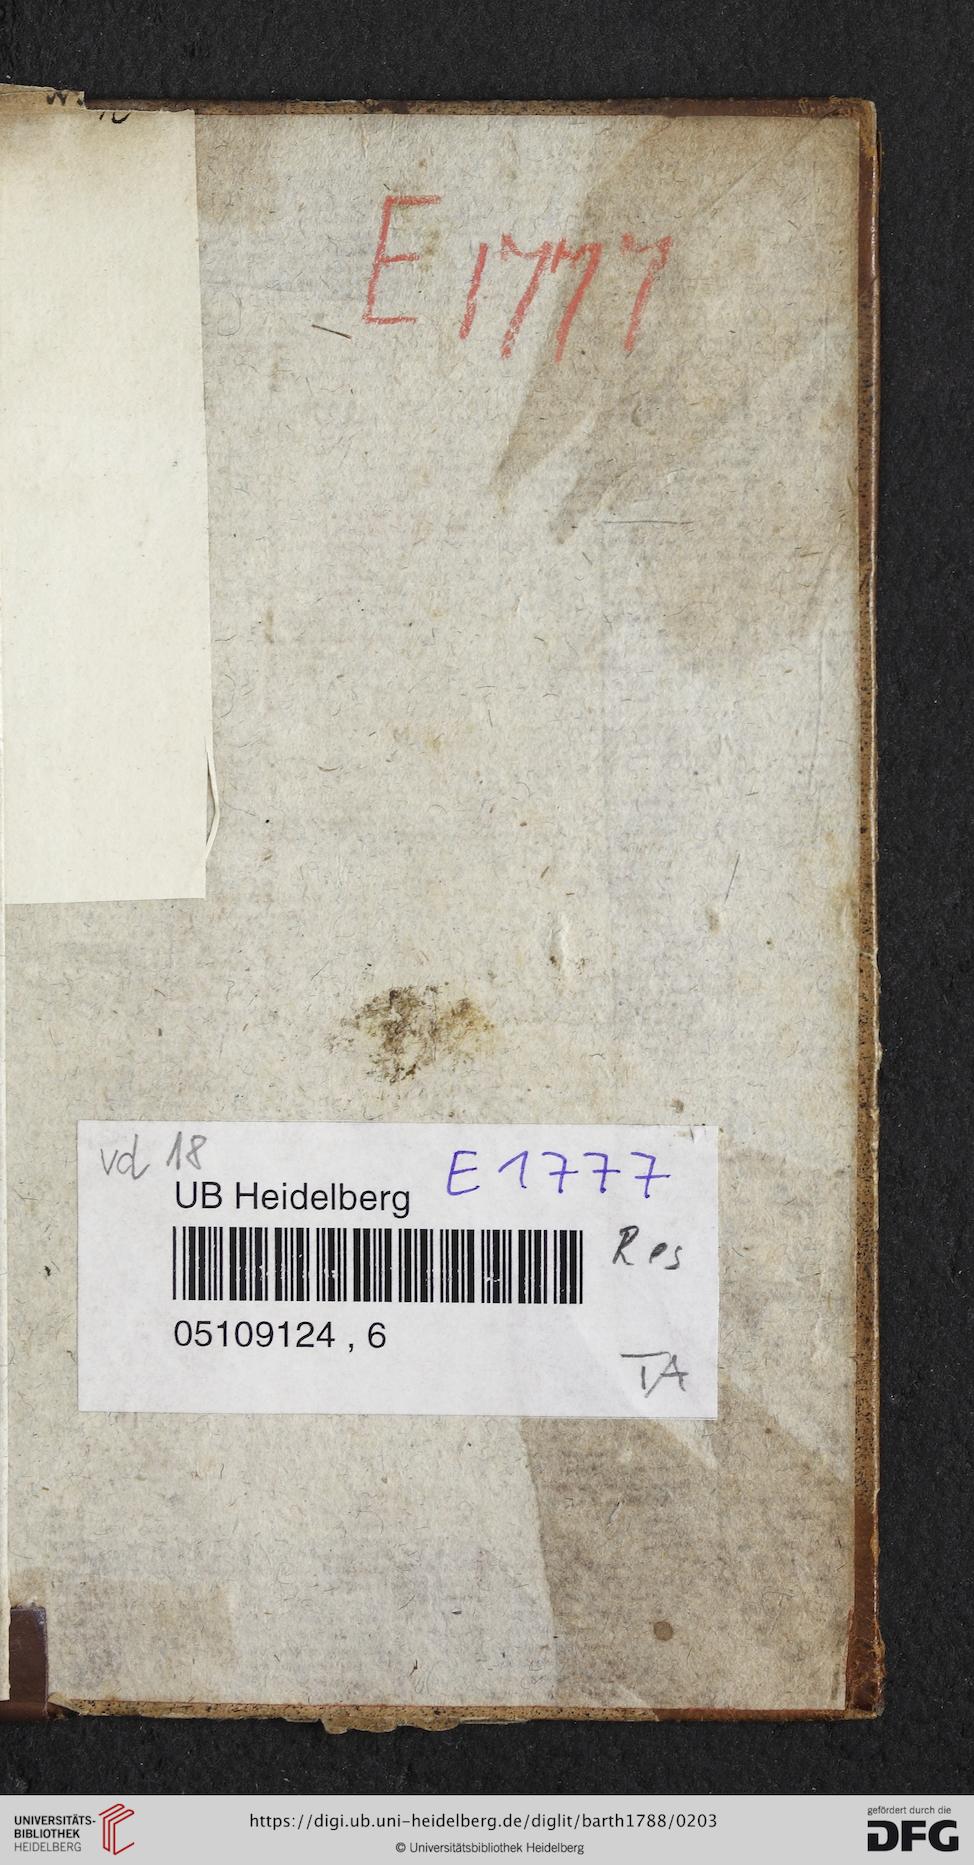 E 1777
vd 18
E 1777
UB Heidelberg
Res
05109124 , 6
TA
UNIVERSITÄTS-
BIBLIOTHEK
HEIDELBERG
https://digi.ub.uni-heidelberg.de/diglit/barth1788/0203
© Universitätsbibliothek Heidelberg
gefördert durch die
DFG